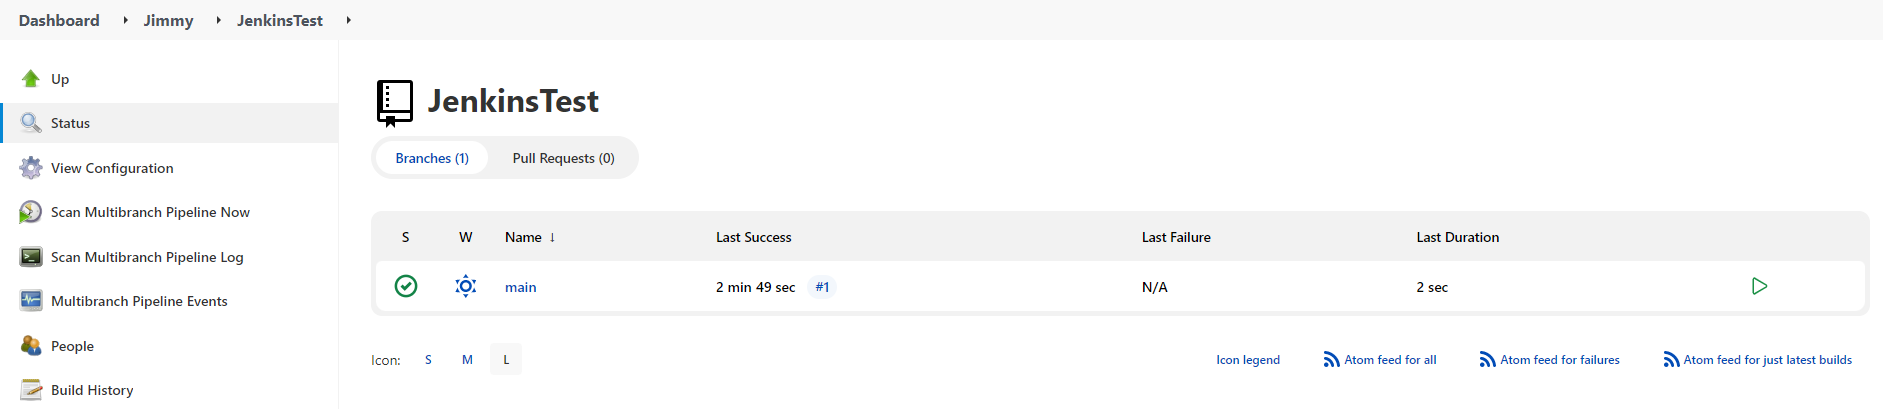 Dashboard Jimmy JenkinsTest
Up
Status
View Configuration
Scan Multibranch Pipeline Now
Scan Multibranch Pipeline Log
Multibranch Pipeline Events
People
Build History
JenkinsTest
Branches (1) Pull Requests (0)
S W Name ↓ Last Success Last Failure Last Duration
main 2 min 49 sec #1 N/A 2 sec
Icon: S M L
Icon legend Atom feed for all Atom feed for failures Atom feed for just latest builds